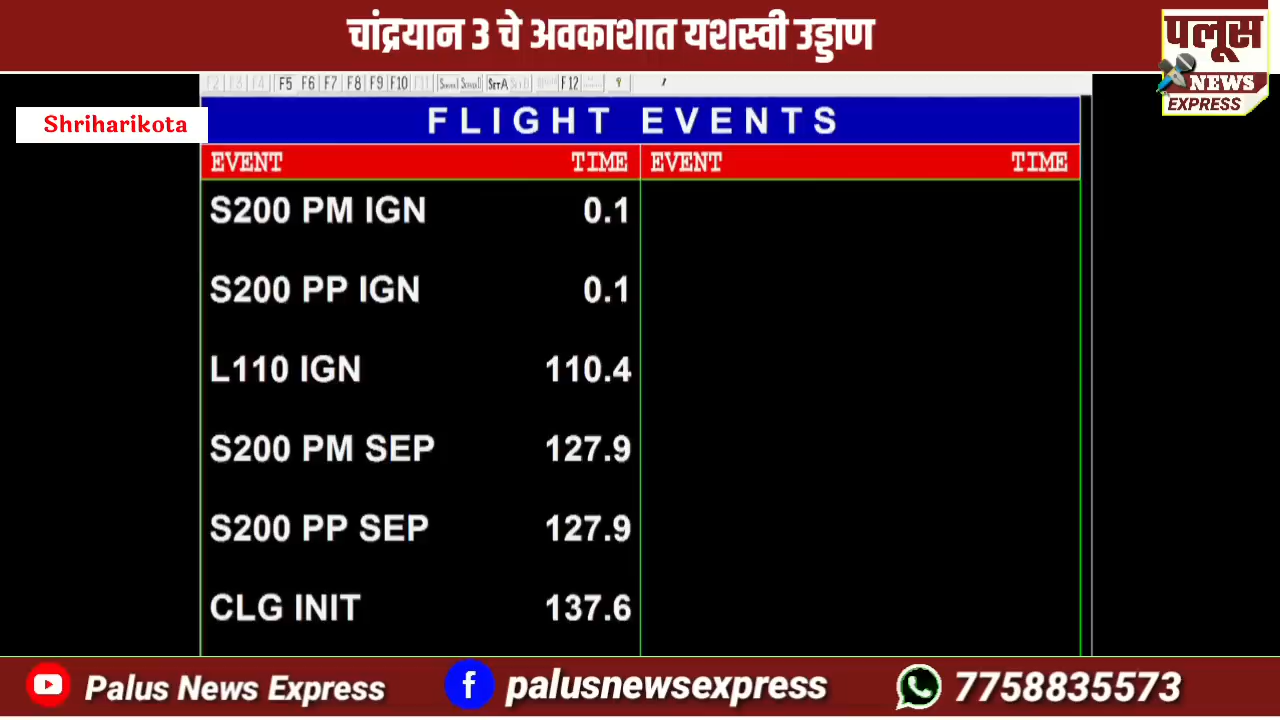 चांद्रयान 3 चे अवकाशात यशस्वी उड्डाण
पलूस
NEWS
EXPRESS
F5 F6 F7 F8 F9 F10
F12
Shriharikota
FLIGHT EVENTS
EVENT TIME EVENT TIME
S200 PM IGN 0.1
S200 PP IGN 0.1
L110 IGN 110.4
S200 PM SEP 127.9
S200 PP SEP 127.9
CLG INIT 137.6
Palus News Express palusnewsexpress 7758835573